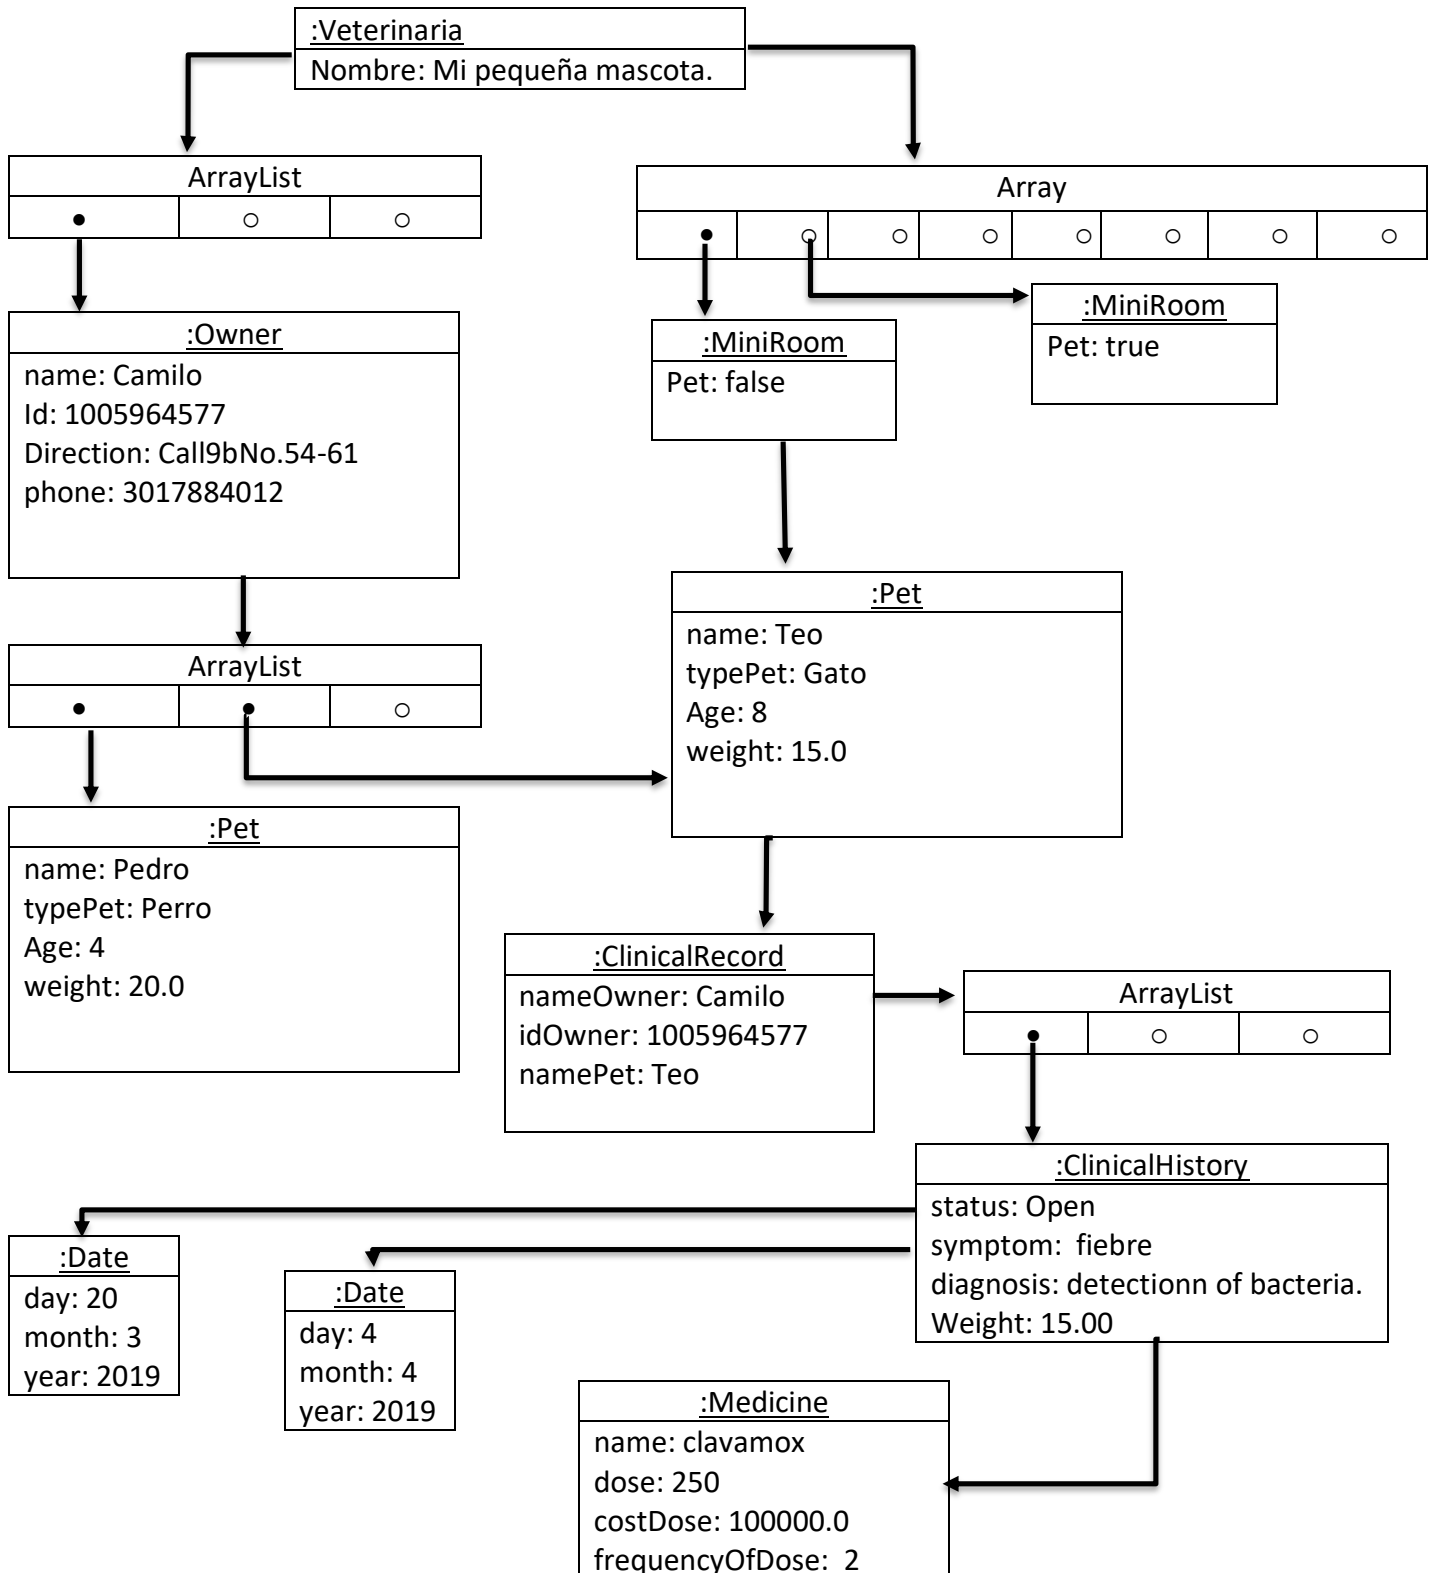 :Veterinaria
Nombre: Mi pequeña mascota.
ArrayList
Array
:Owner
name: Camilo
Id: 1005964577
Direction: Call9bNo.54-61
phone: 3017884012
:MiniRoom
Pet: false
:MiniRoom
Pet: true
ArrayList
:Pet
name: Teo
typePet: Gato
Age: 8
weight: 15.0
:Pet
name: Pedro
typePet: Perro
Age: 4
weight: 20.0
:ClinicalRecord
nameOwner: Camilo
idOwner: 1005964577
namePet: Teo
ArrayList
:ClinicalHistory
status: Open
symptom:  fiebre
diagnosis: detectionn of bacteria.
Weight: 15.00
:Date
day: 20
month: 3
year: 2019
:Date
day: 4
month: 4
year: 2019
:Medicine
name: clavamox
dose: 250
costDose: 100000.0
frequencyOfDose:  2